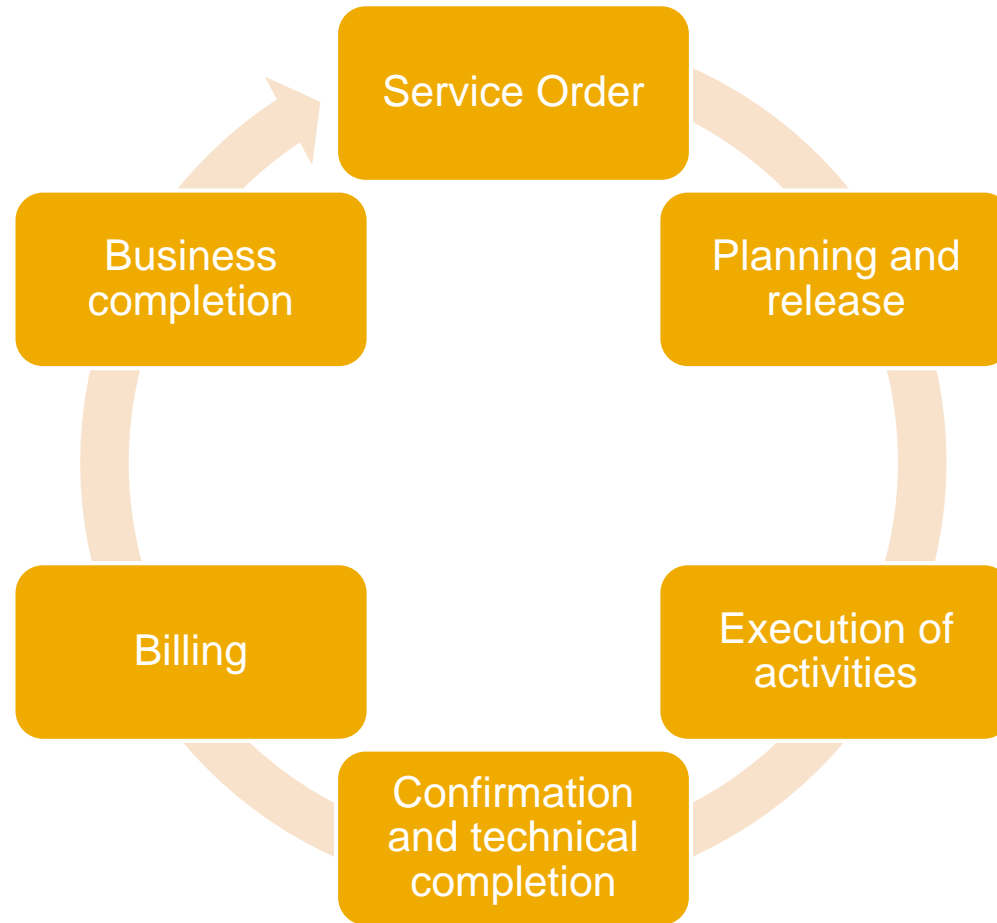 Service Order
Planning and
release
Execution of
activities
Confirmation
and technical
completion
Billing
Business
completion